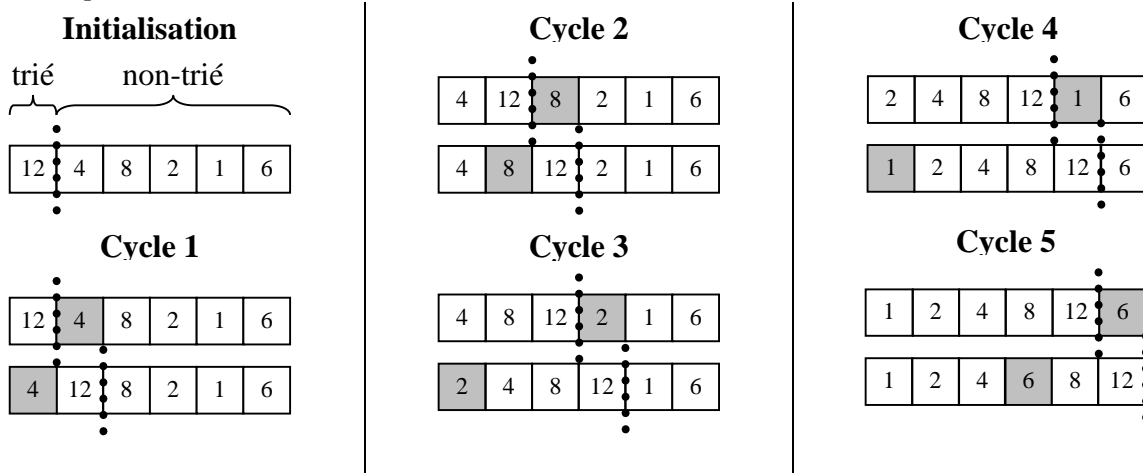 Initialisation
trié non-trié
12 4 8 2 1 6
Cycle 1
12 4 8 2 1 6
4 12 8 2 1 6
Cycle 2
4 12 8 2 1 6
4 8 12 2 1 6
Cycle 3
4 8 12 2 1 6
2 4 8 12 1 6
Cycle 4
2 4 8 12 1 6
1 2 4 8 12 6
Cycle 5
1 2 4 8 12 6
1 2 4 6 8 12